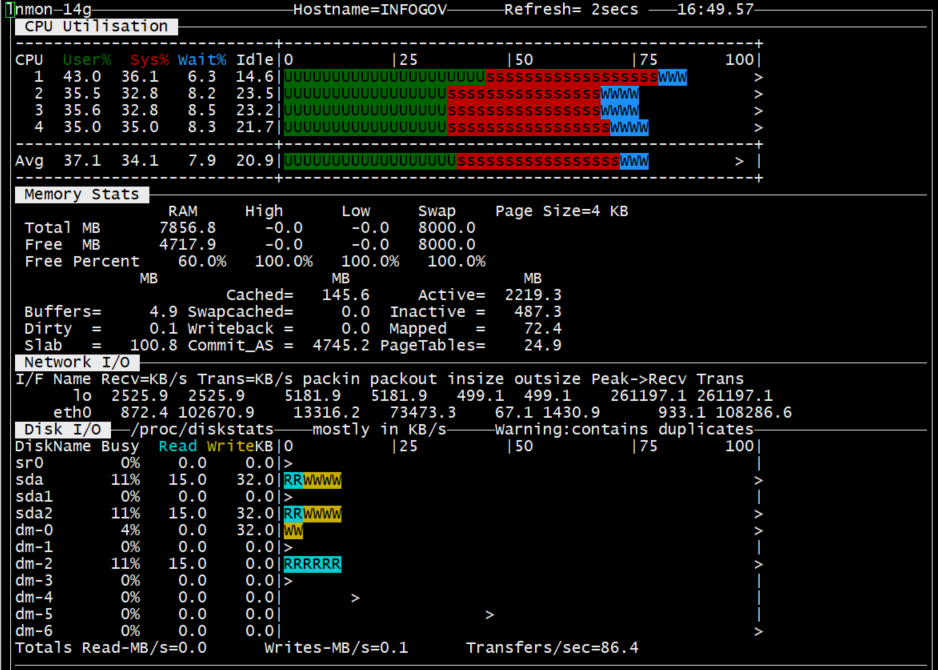 nmon-14g Hostname=INFOGOV Refresh= 2secs 16:49.57
CPU Utilisation
CPU User% Sys% Wait% Idle|0 |25 |50 |75 100|
1 43.0 36.1 6.3 14.6|UUUUUUUUUUUUUUUUUUUUUssssssssssssssssssWWW >
2 35.5 32.8 8.2 23.5|UUUUUUUUUUUUUUUUUssssssssssssssssWWWW >
3 35.6 32.8 8.5 23.2|UUUUUUUUUUUUUUUUUssssssssssssssssWWWW >
4 35.0 35.0 8.3 21.7|UUUUUUUUUUUUUUUUUsssssssssssssssssWWWW >
Avg 37.1 34.1 7.9 20.9|UUUUUUUUUUUUUUUUUUsssssssssssssssssWWW > |
Memory Stats
RAM High Low Swap Page Size=4 KB
Total MB 7856.8 -0.0 -0.0 8000.0
Free MB 4717.9 -0.0 -0.0 8000.0
Free Percent 60.0% 100.0% 100.0% 100.0%
MB MB MB
Cached= 145.6 Active= 2219.3
Buffers= 4.9 Swapcached= 0.0 Inactive = 487.3
Dirty = 0.1 Writeback = 0.0 Mapped = 72.4
Slab = 100.8 Commit_AS = 4745.2 PageTables= 24.9
Network I/O
I/F Name Recv=KB/s Trans=KB/s packin packout insize outsize Peak->Recv Trans
lo 2525.9 2525.9 5181.9 5181.9 499.1 499.1 261197.1 261197.1
eth0 872.4 102670.9 13316.2 73473.3 67.1 1430.9 933.1 108286.6
Disk I/O /proc/diskstats mostly in KB/s Warning:contains duplicates
DiskName Busy Read WriteKB|0 |25 |50 |75 100|
sr0 0% 0.0 0.0|> |
sda 11% 15.0 32.0|RRWWWW >
sda1 0% 0.0 0.0|> |
sda2 11% 15.0 32.0|RRWWWW >
dm-0 4% 0.0 32.0|WW >
dm-1 0% 0.0 0.0|> |
dm-2 11% 15.0 0.0|RRRRRR >
dm-3 0% 0.0 0.0|> |
dm-4 0% 0.0 0.0| > |
dm-5 0% 0.0 0.0| > |
dm-6 0% 0.0 0.0| >
Totals Read-MB/s=0.0 Writes-MB/s=0.1 Transfers/sec=86.4